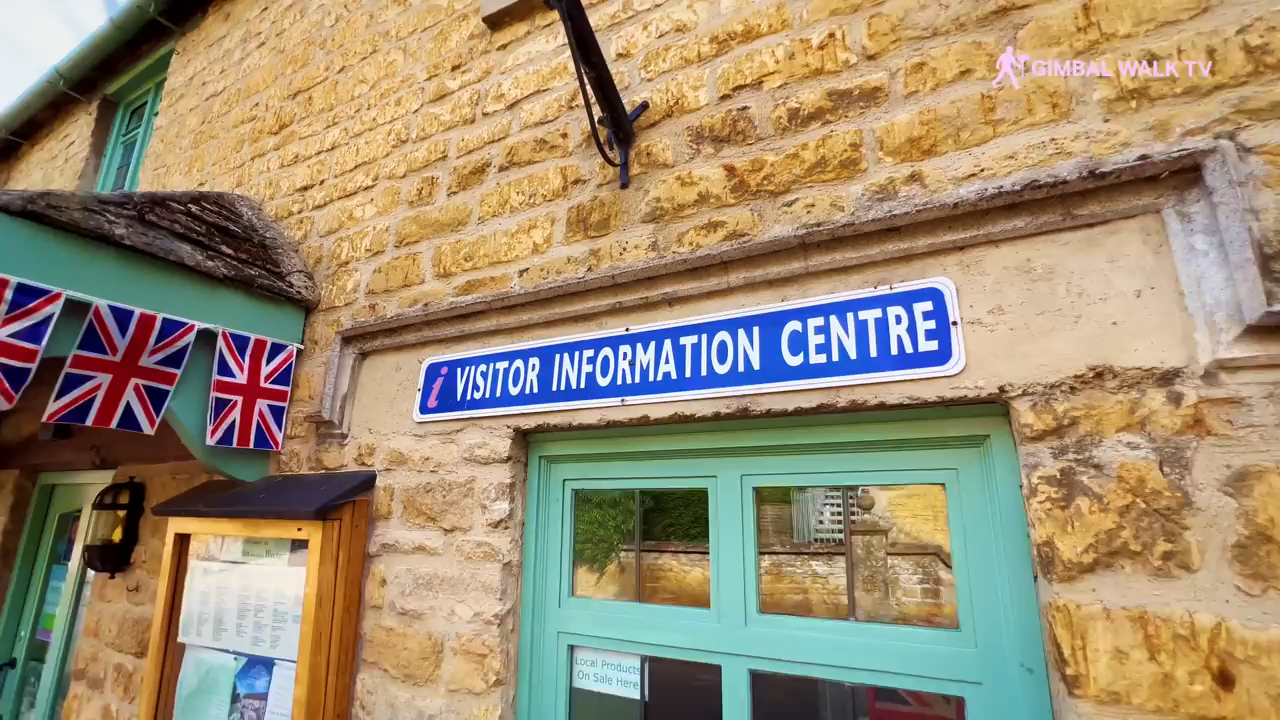 GIMBAL WALK TV
i VISITOR INFORMATION CENTRE
Local Products
On Sale Here